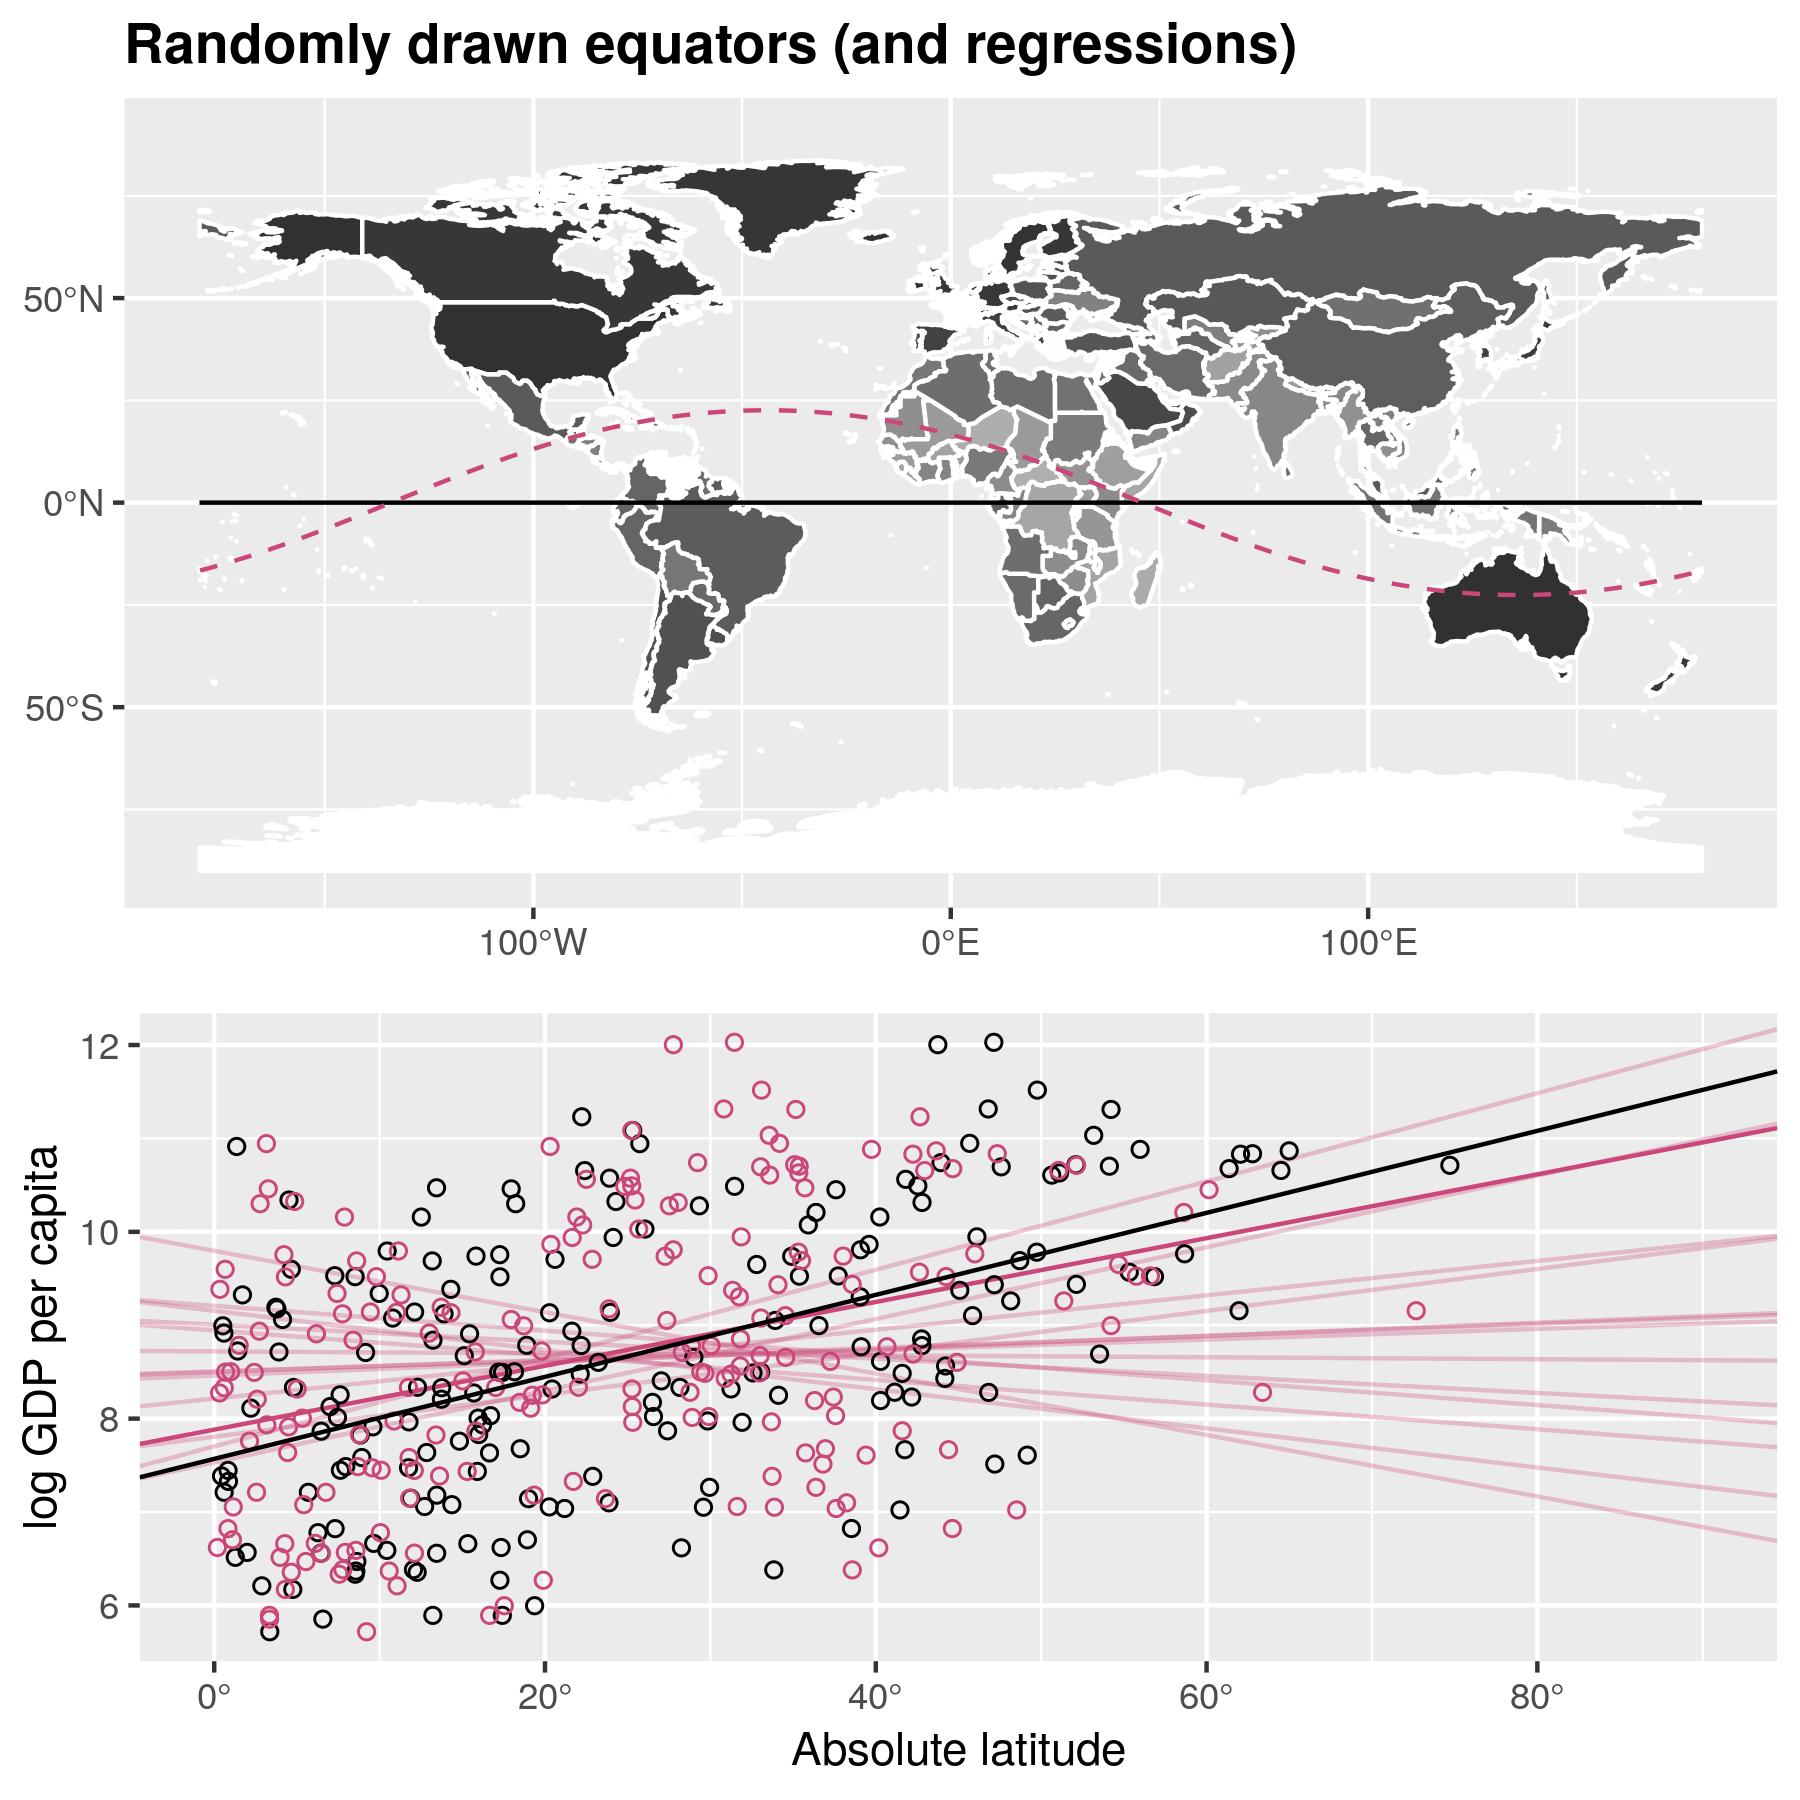 Randomly drawn equators (and regressions)
50°N
0°N
50°S
100°W 0°E 100°E
12
10
8
6
log GDP per capita
0° 20° 40° 60° 80°
Absolute latitude